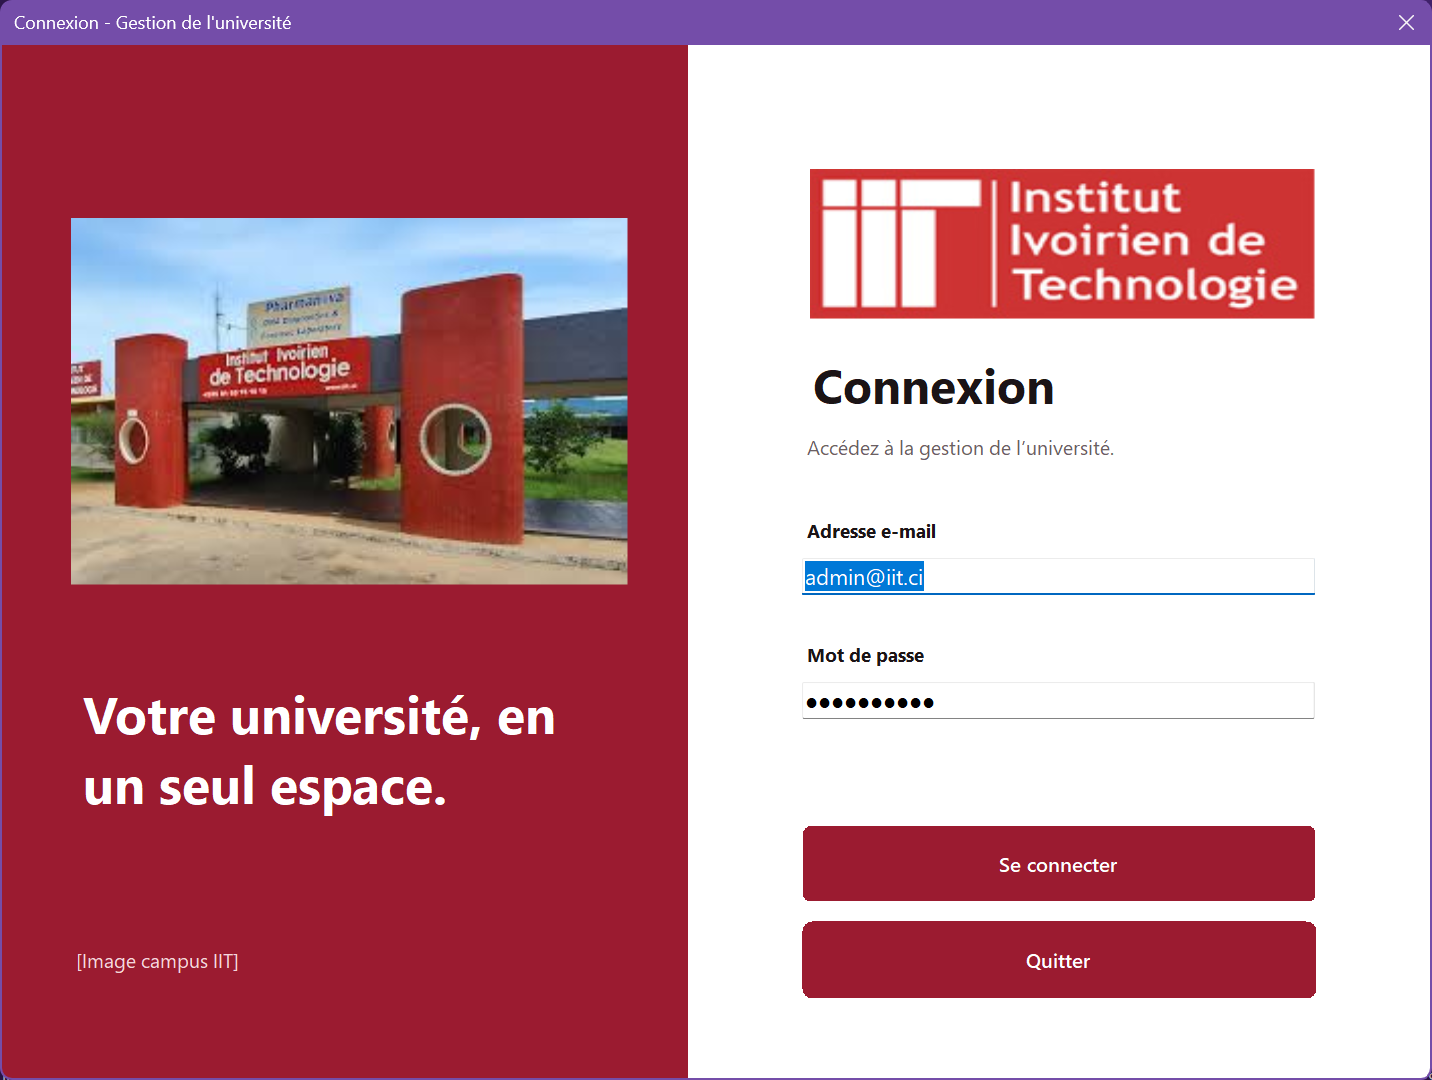 Connexion - Gestion de l'université
Pharmanova
Institut Ivoirien
de Technologie
Votre université, en
un seul espace.
[Image campus IIT]
iiT
Institut
Ivoirien de
Technologie
Connexion
Accédez à la gestion de l’université.
Adresse e-mail
admin@iit.ci
Mot de passe
●●●●●●●●●●
Se connecter
Quitter